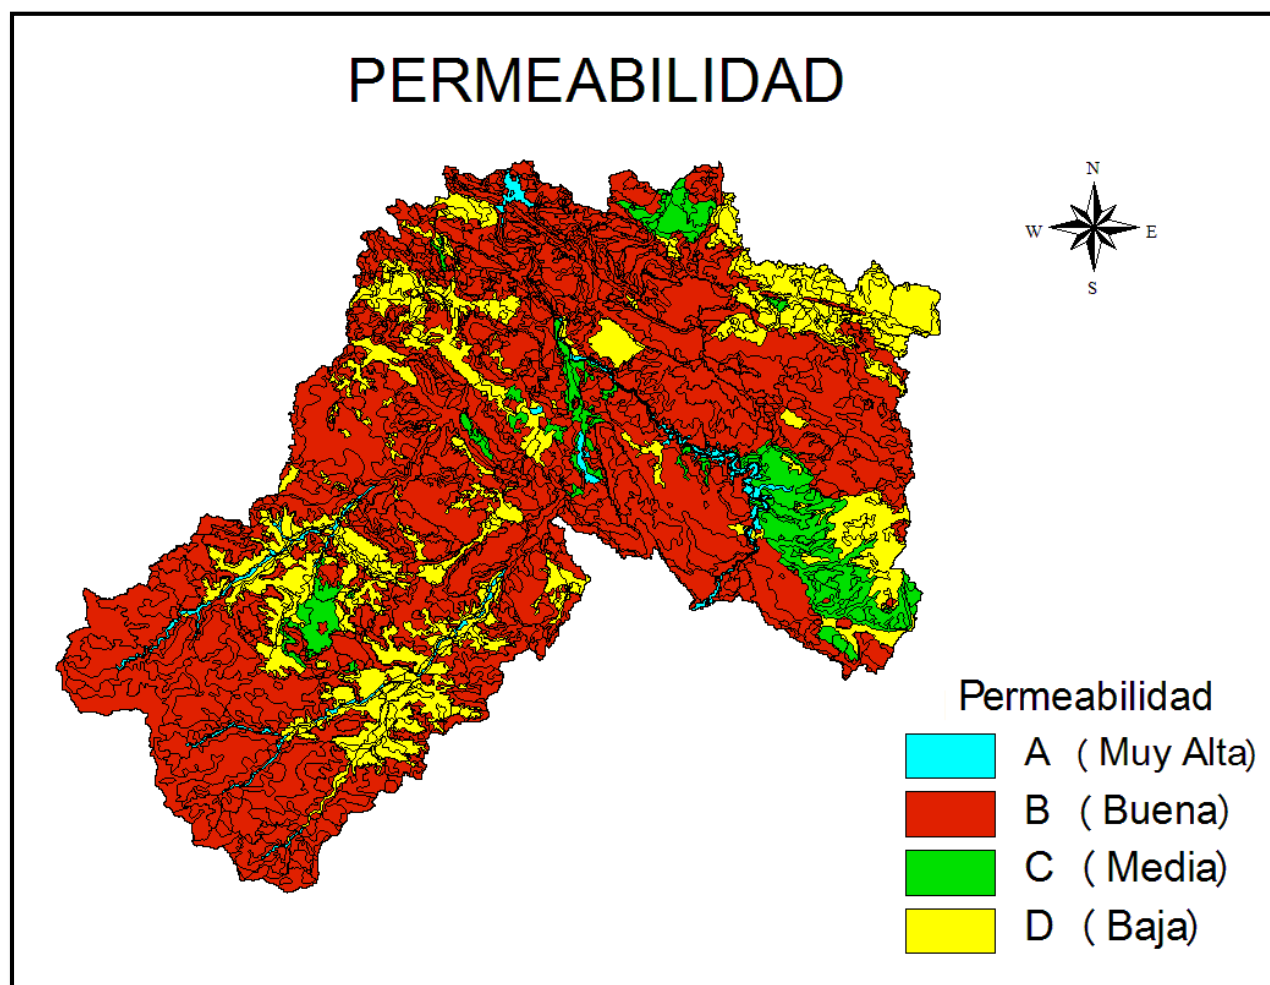 PERMEABILIDAD
N
W E
S
Permeabilidad
A ( Muy Alta)
B ( Buena)
C ( Media)
D ( Baja)